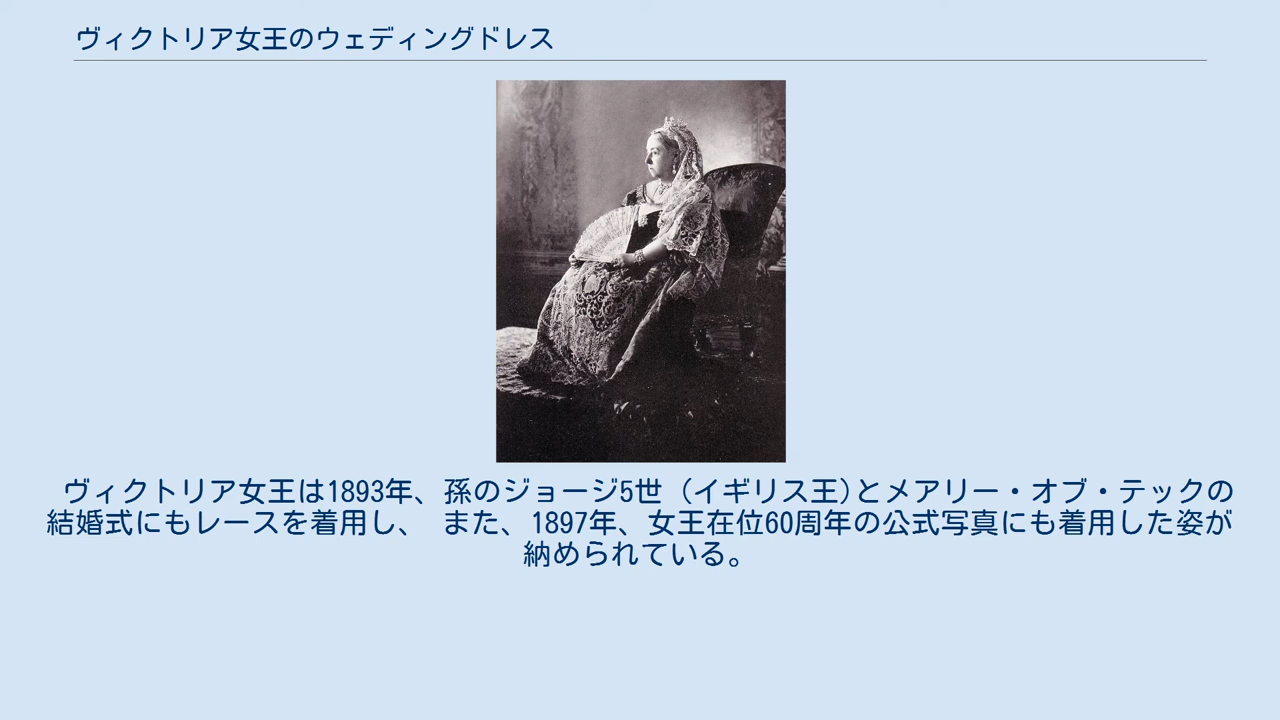 ヴィクトリア女王のウェディングドレス
ヴィクトリア女王は1893年、孫のジョージ5世（イギリス王)とメアリー・オブ・テックの
結婚式にもレースを着用し、　また、1897年、女王在位60周年の公式写真にも着用した姿が
納められている。